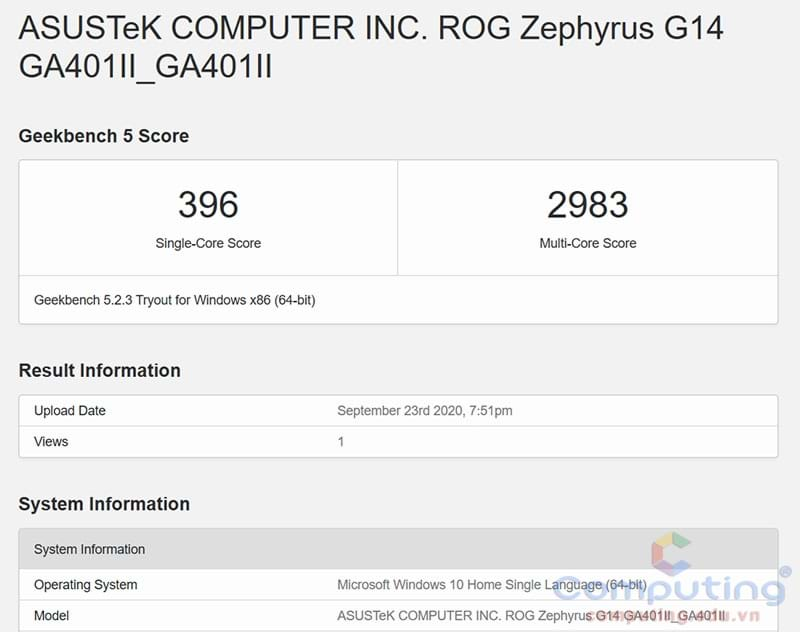 ASUSTeK COMPUTER INC. ROG Zephyrus G14
GA401II_GA401II
Geekbench 5 Score
396
Single-Core Score
2983
Multi-Core Score
Geekbench 5.2.3 Tryout for Windows x86 (64-bit)
Result Information
Upload Date September 23rd 2020, 7:51pm
Views 1
System Information
System Information
Operating System Microsoft Windows 10 Home Single Language (64-bit)
Computing®
Model ASUSTeK COMPUTER INC. ROG Zephyrus G14 GA401II_GA401II
computing.edu.vn